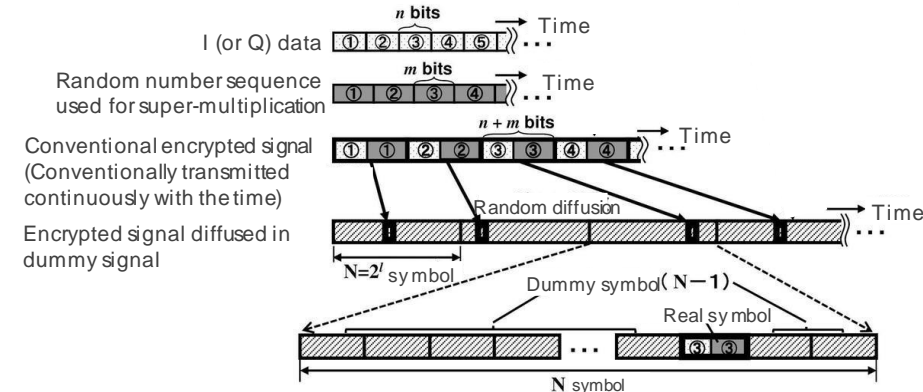 n bits
Time
I (or Q) data
① ② ③ ④ ⑤
...
m bits
Time
Random number sequence
used for super-multiplication
① ② ③ ④
...
n + m bits
Time
Conventional encrypted signal
(Conventionally transmitted
continuously with the time)
① ① ② ② ③ ③ ④ ④
...
Random diffusion
Time
Encrypted signal diffused in
dummy signal
...
N=2^l symbol
Dummy symbol (N−1)
Real symbol
... ③ ③
N symbol